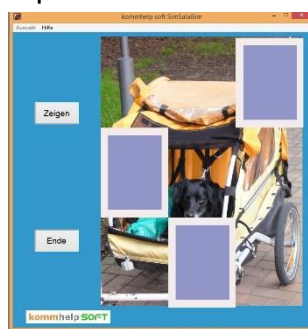 kommhelp soft SimSalaBim
Auswahl Hilfe
Zeigen
Ende
kommhelp SOFT